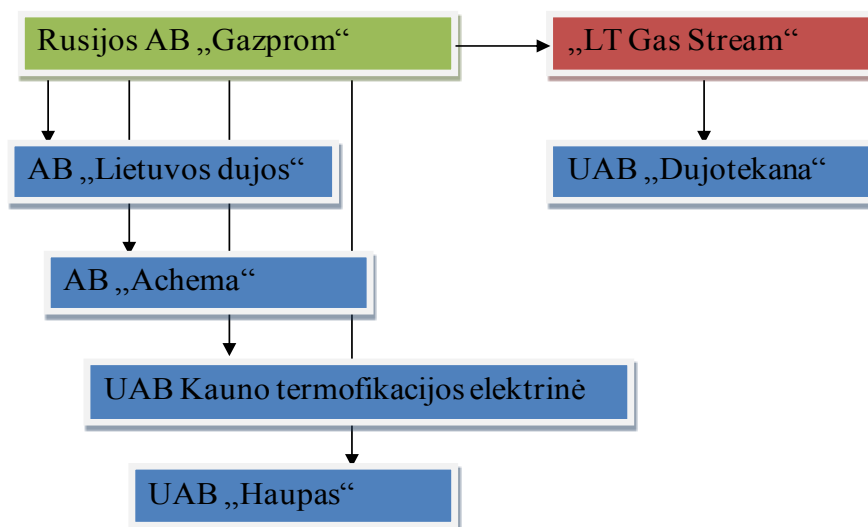 Rusijos AB „Gazprom“
„LT Gas Stream“
AB „Lietuvos dujos“
UAB „Dujotekana“
AB „Achema“
UAB Kauno termofikacijos elektrinė
UAB „Haupas“